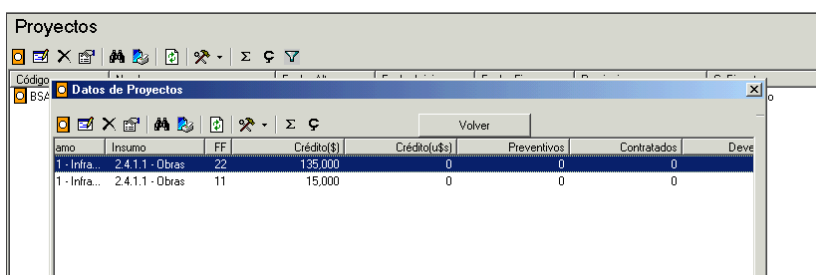 Proyectos
Σ
Código
BSA
Datos de Proyectos
Σ
Volver
amo Insumo FF Crédito($) Crédito(u$s) Preventivos Contratados Deve
1 - Infra... 2.4.1.1 - Obras 22 135,000 0 0 0
1 - Infra... 2.4.1.1 - Obras 11 15,000 0 0 0